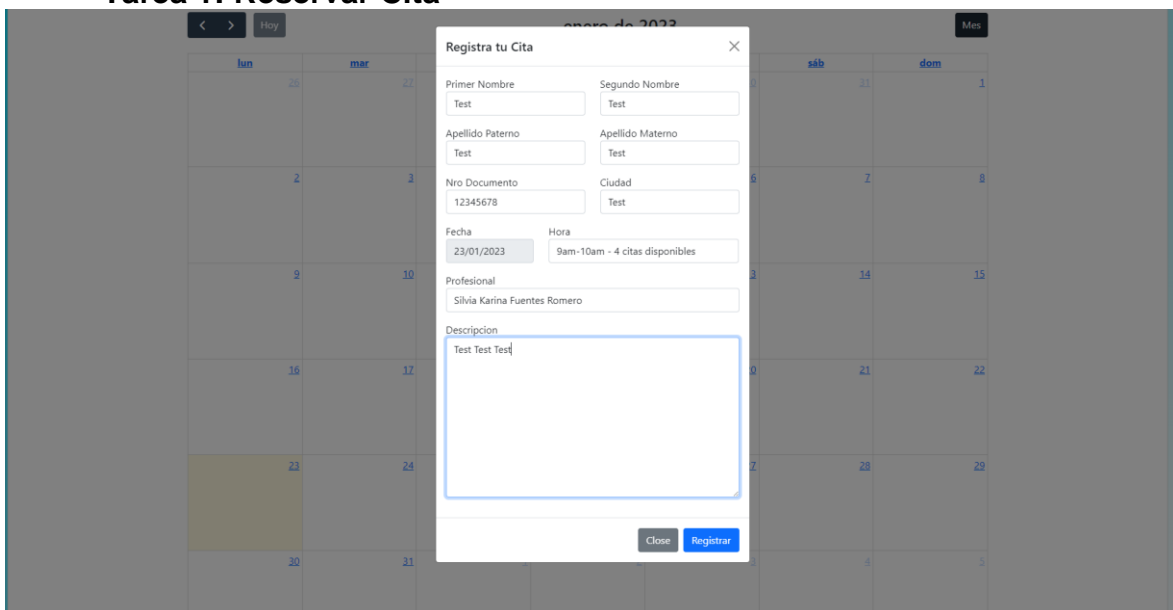 Tarea 1: Reservar Cita
< > Hoy
enero de 2023
Mes
Registra tu Cita
lun mar sáb dom
Primer Nombre Segundo Nombre
Test Test
Apellido Paterno Apellido Materno
Test Test
Nro Documento Ciudad
12345678 Test
Fecha Hora
23/01/2023 9am-10am - 4 citas disponibles
Profesional
Silvia Karina Fuentes Romero
Descripcion
Test Test Test
Close Registrar
26 27 31 1
2 3 6 7 8
9 10 3 14 15
16 17 0 21 22
23 24 7 28 29
30 31 3 4 5